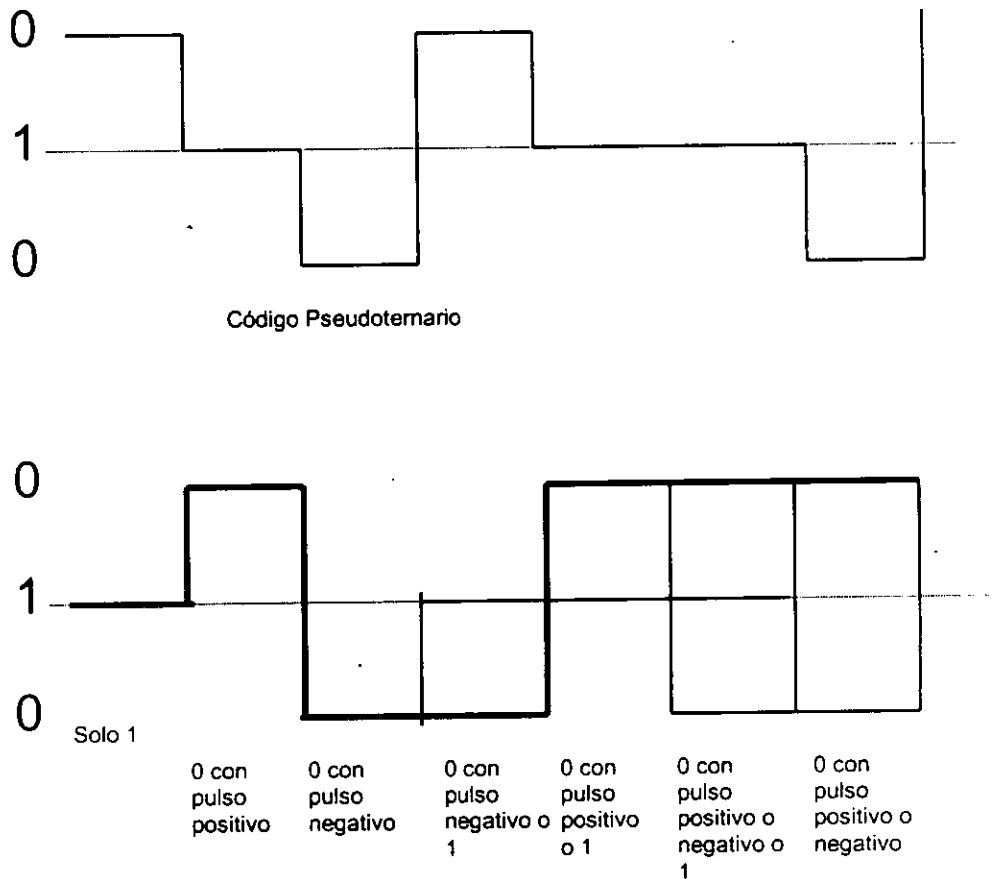 0
1
0
Código Pseudoternario
0
1
0
Solo 1
0 con
pulso
positivo
0 con
pulso
negativo
0 con
pulso
negativo o
1
0 con
pulso
positivo
o 1
0 con
pulso
positivo o
negativo o
1
0 con
pulso
positivo o
negativo